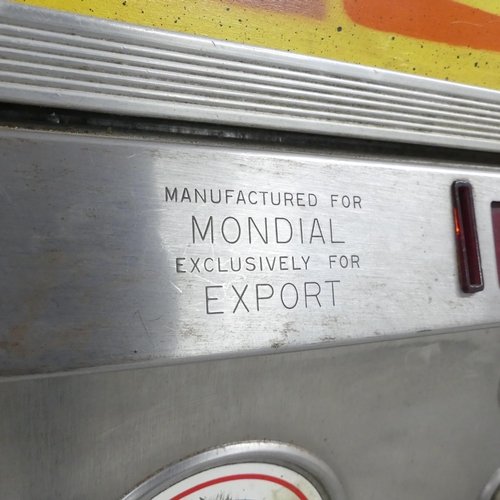 MANUFACTURED FOR
MONDIAL
EXCLUSIVELY FOR
EXPORT